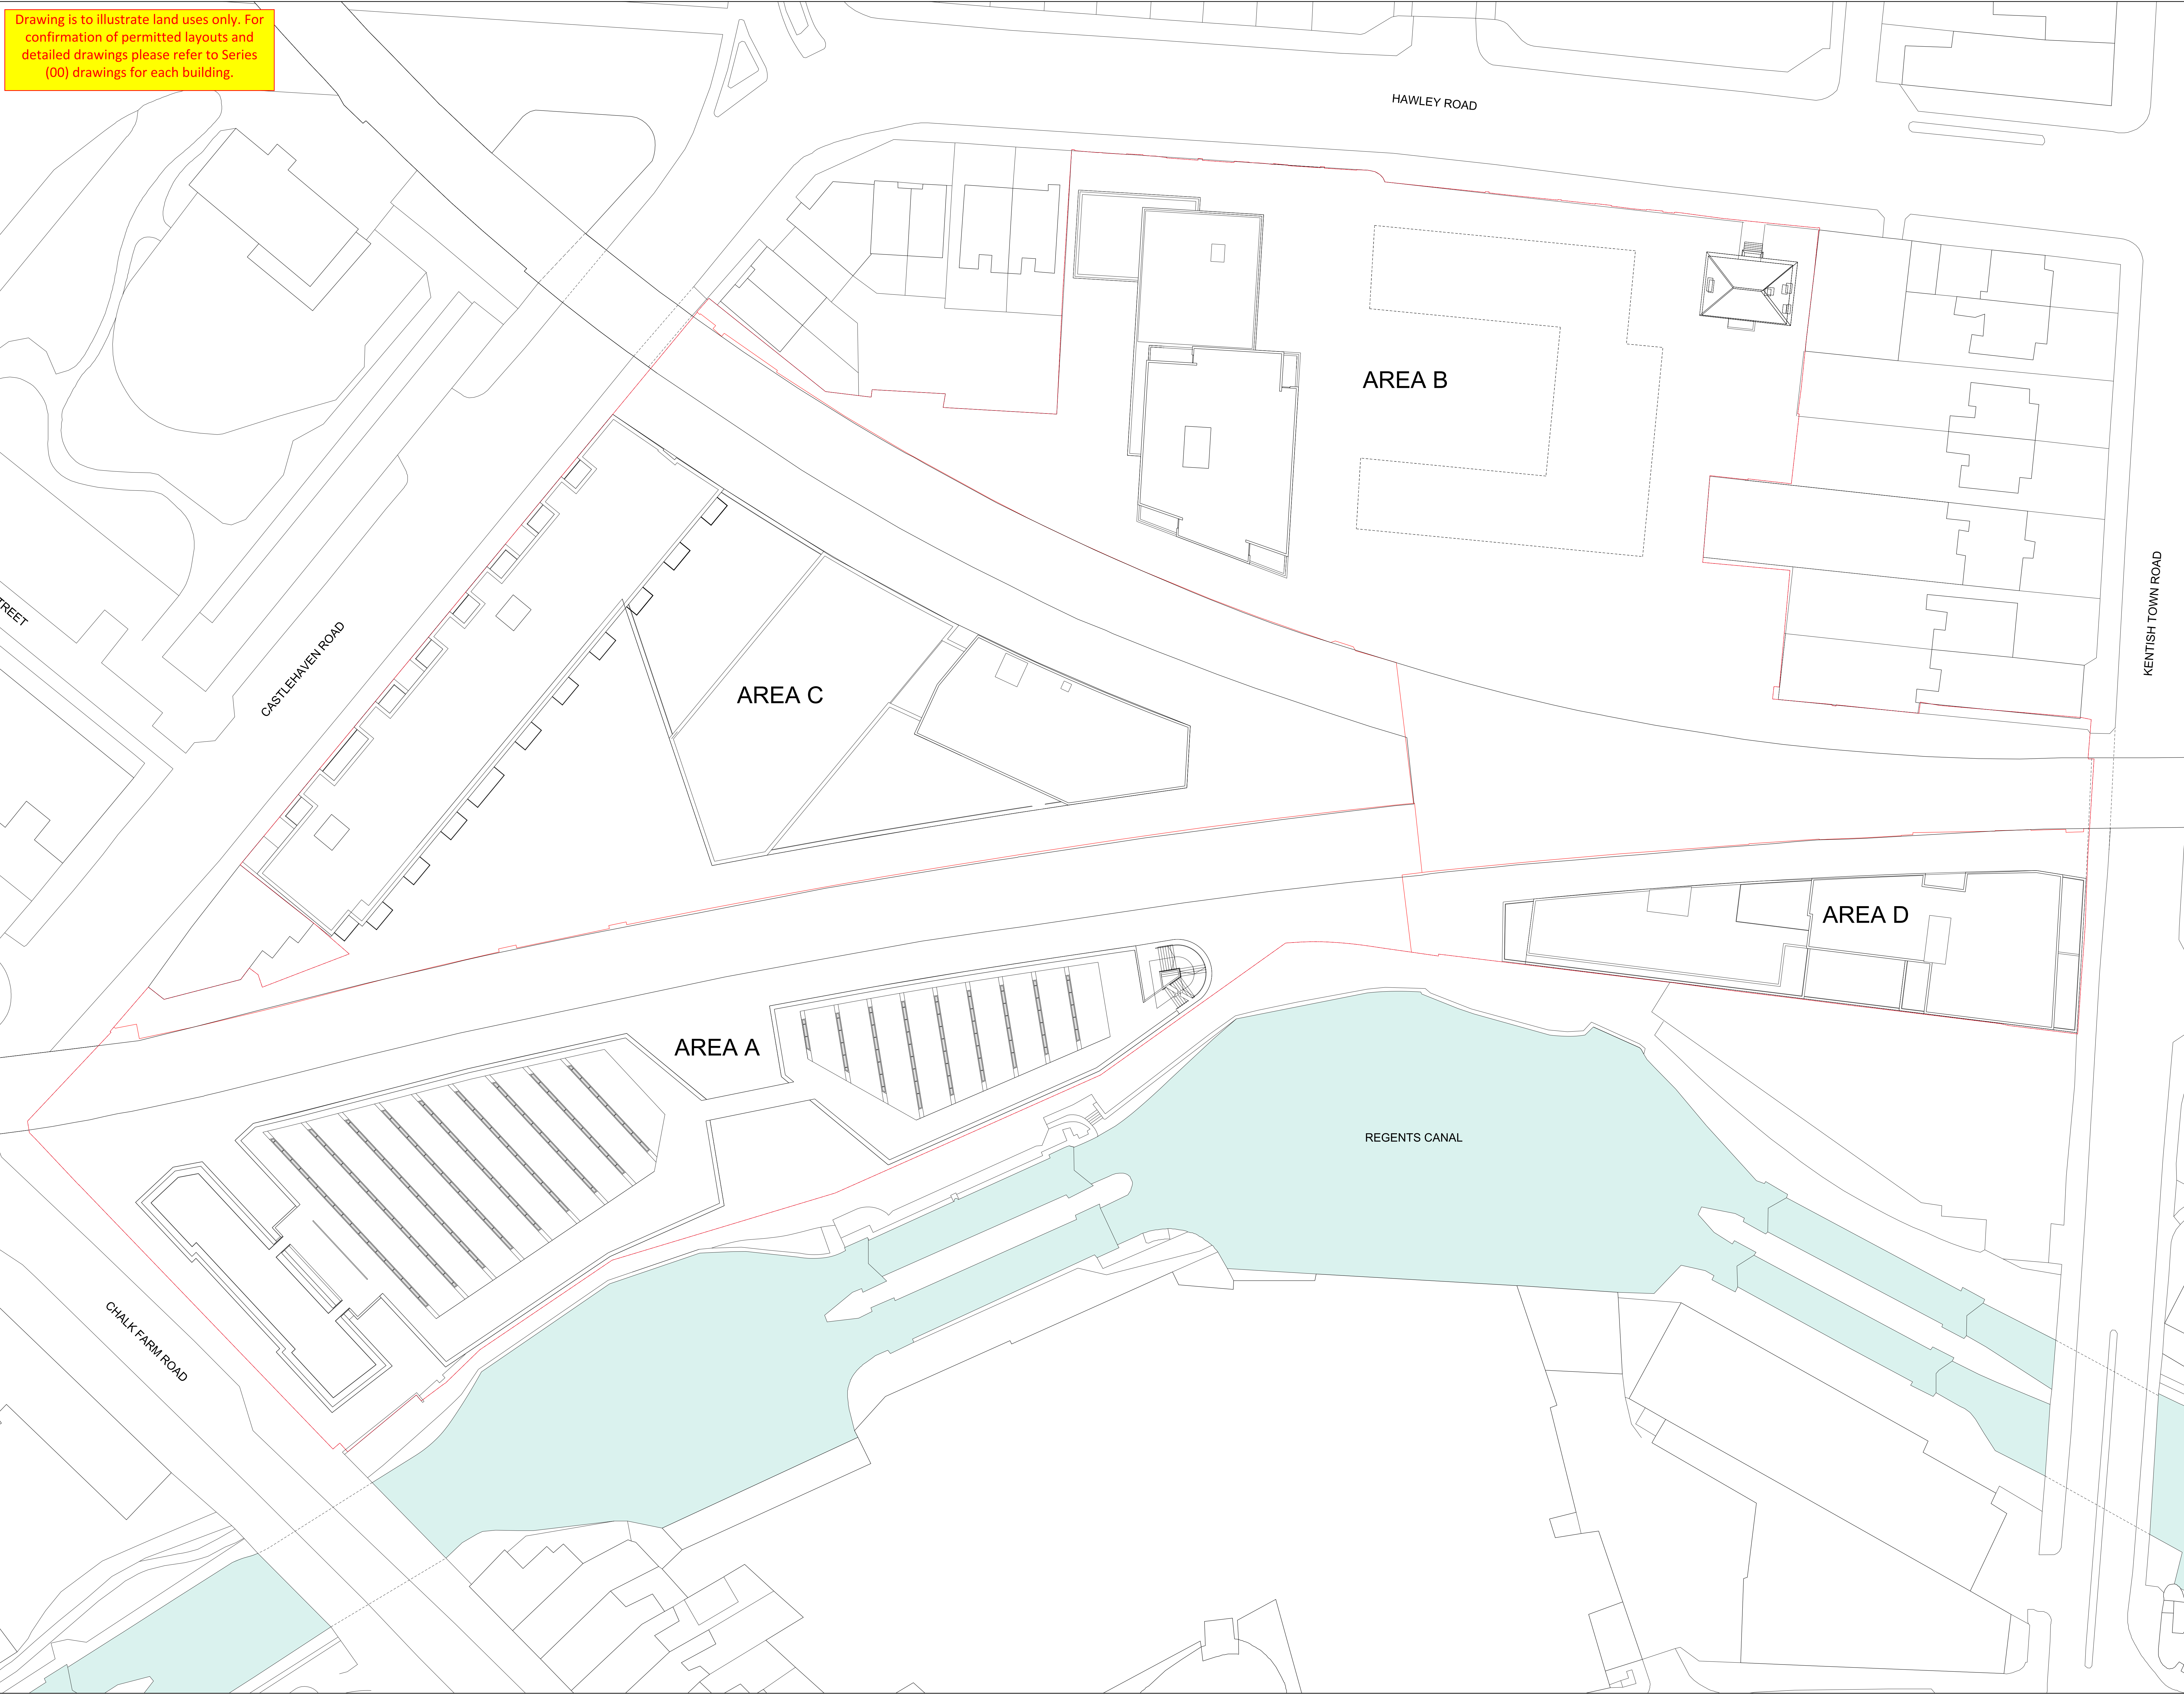 Drawing is to illustrate land uses only. For
confirmation of permitted layouts and
detailed drawings please refer to Series
(00) drawings for each building.
HAWLEY ROAD
AREA B
KENTISH TOWN ROAD
TREET
CASTLEHAVEN ROAD
AREA C
AREA D
AREA A
REGENTS CANAL
CHALK FARM ROAD